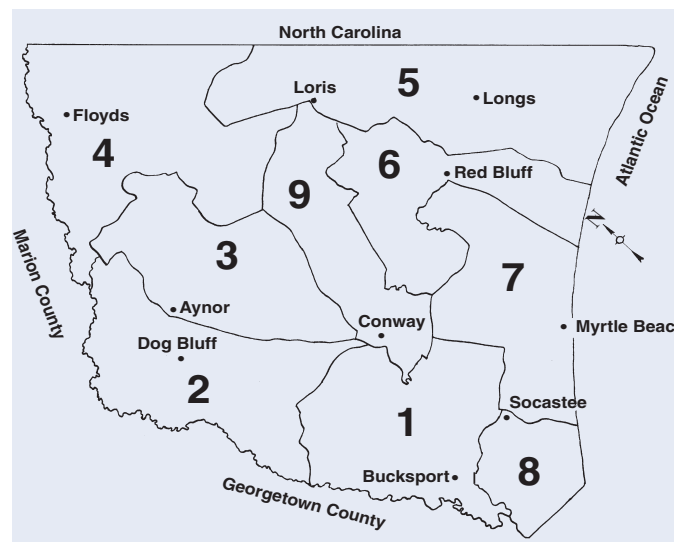 North Carolina
5
Loris
Longs
Floyds
4
Atlantic Ocean
6
Red Bluff
9
N
Marion County
3
7
Aynor
Conway
Myrtle Beac
Dog Bluff
2
1
Socastee
8
Bucksport
Georgetown County